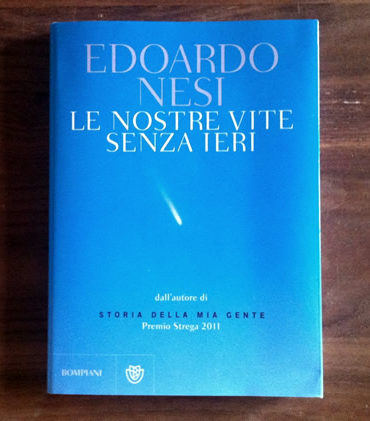 EDOARDO
NESI
LE NOSTRE VITE
SENZA IERI
dall'autore di
STORIA DELLA MIA GENTE
Premio Strega 2011
BOMPIANI